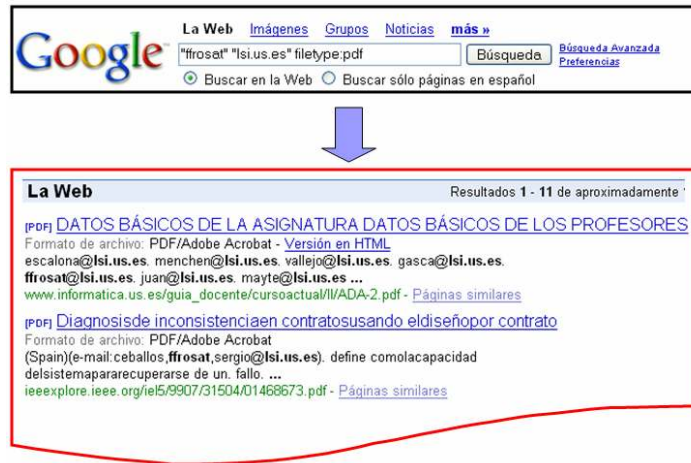 Google
La Web Imágenes Grupos Noticias más »
"ffrosat" "lsi.us.es" filetype:pdf Búsqueda Búsqueda Avanzada
Preferencias
Buscar en la Web Buscar sólo páginas en español
La Web Resultados 1 - 11 de aproximadamente
[PDF] DATOS BÁSICOS DE LA ASIGNATURA DATOS BÁSICOS DE LOS PROFESORES
Formato de archivo: PDF/Adobe Acrobat - Versión en HTML
escalona@lsi.us.es. menchen@lsi.us.es. vallejo@lsi.us.es. gasca@lsi.us.es.
ffrosat@lsi.us.es. juan@lsi.us.es. mayte@lsi.us.es ...
www.informatica.us.es/guia_docente/cursoactual/II/ADA-2.pdf - Páginas similares
[PDF] Diagnosisde inconsistenciaen contratosusando eldiseñopor contrato
Formato de archivo: PDF/Adobe Acrobat
(Spain)(e-mail:ceballos,ffrosat,sergio@lsi.us.es). define comolacapacidad
delsistemapararecuperarse de un. fallo. ...
ieeexplore.ieee.org/iel5/9907/31504/01468673.pdf - Páginas similares